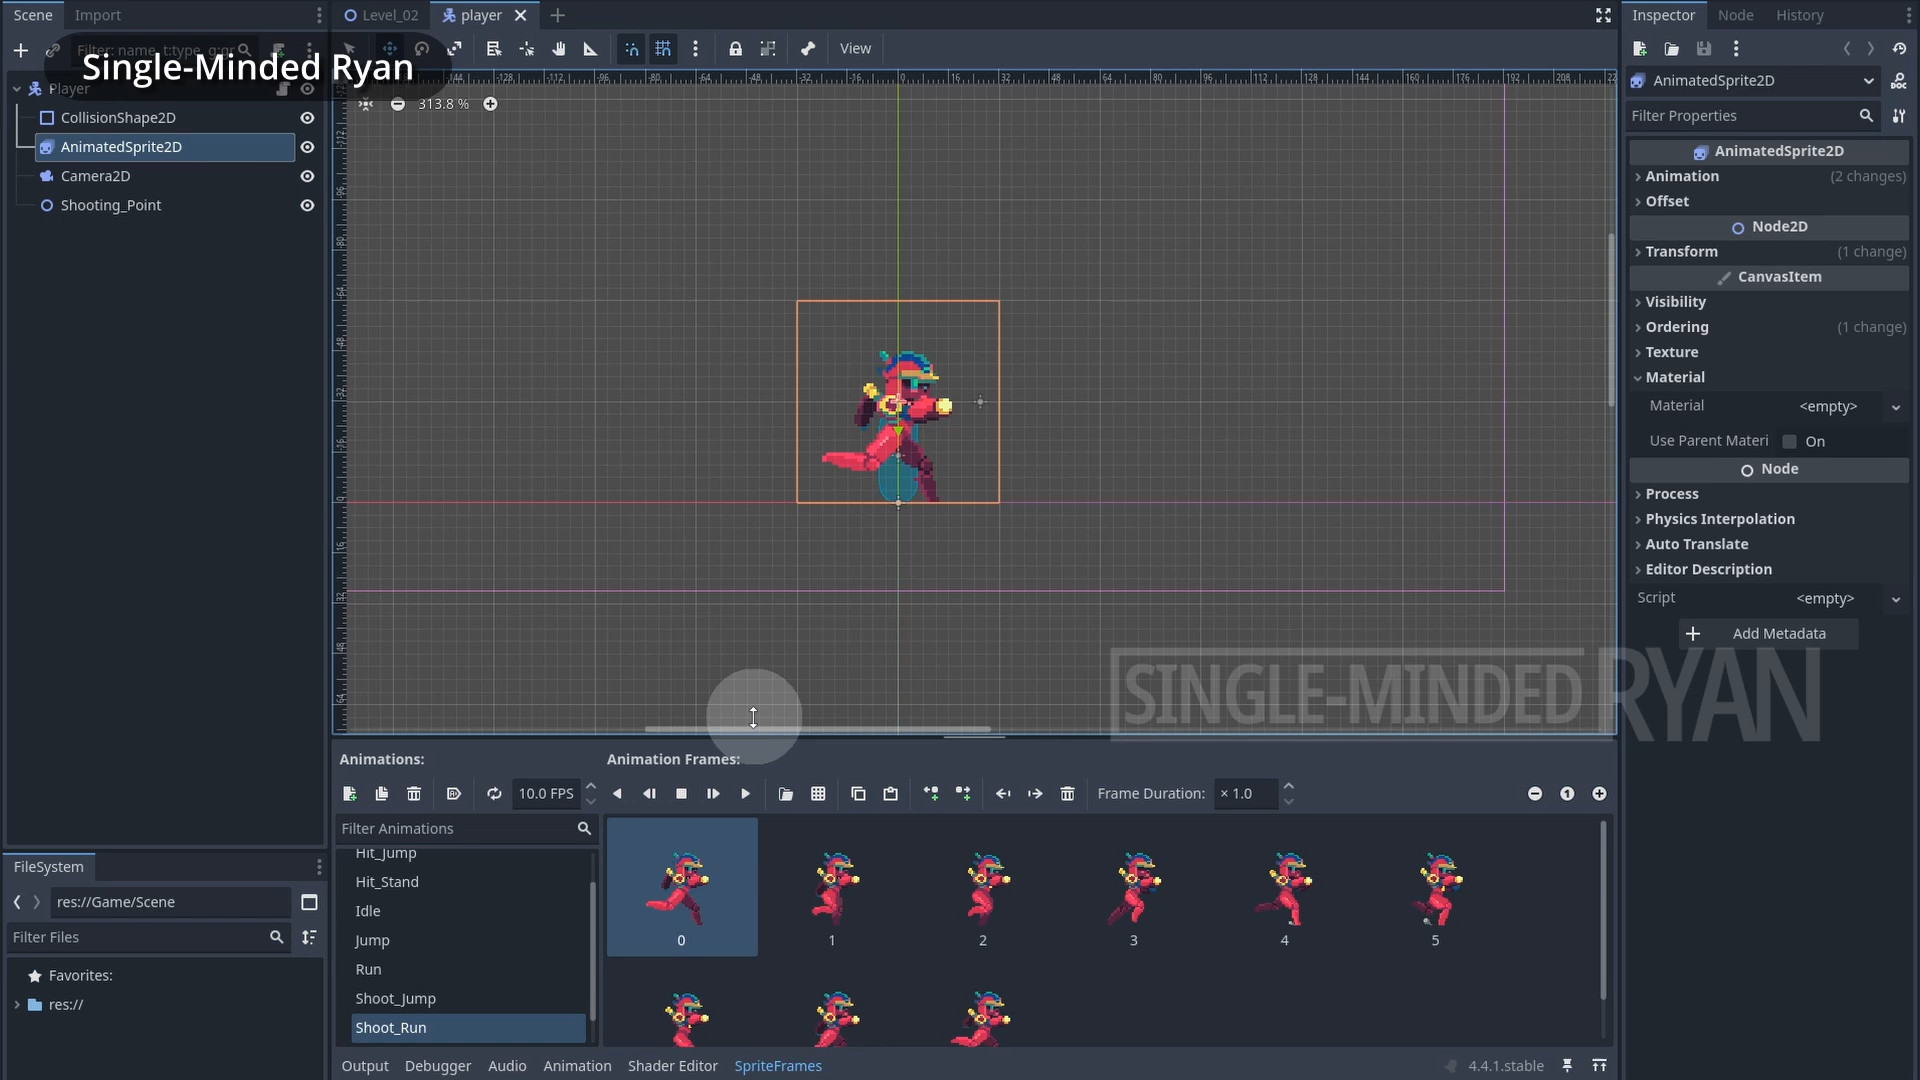 Scene
Import
Level_02
player
Inspector
Node
History
Single-Minded Ryan
View
Player
313.8 %
CollisionShape2D
AnimatedSprite2D
Camera2D
Shooting_Point
AnimatedSprite2D
Filter Properties
AnimatedSprite2D
Animation
(2 changes)
Offset
Node2D
Transform
(1 change)
CanvasItem
Visibility
Ordering
(1 change)
Texture
Material
Material
<empty>
Use Parent Materi
On
Node
Process
Physics Interpolation
Auto Translate
Editor Description
Script
<empty>
Add Metadata
SINGLE-MINDED RYAN
Animations:
Animation Frames:
10.0 FPS
Frame Duration:
× 1.0
Filter Animations
Hit_Jump
Hit_Stand
Idle
Jump
Run
Shoot_Jump
Shoot_Run
0
1
2
3
4
5
FileSystem
res://Game/Scene
Filter Files
Favorites:
res://
Output
Debugger
Audio
Animation
Shader Editor
SpriteFrames
4.4.1.stable